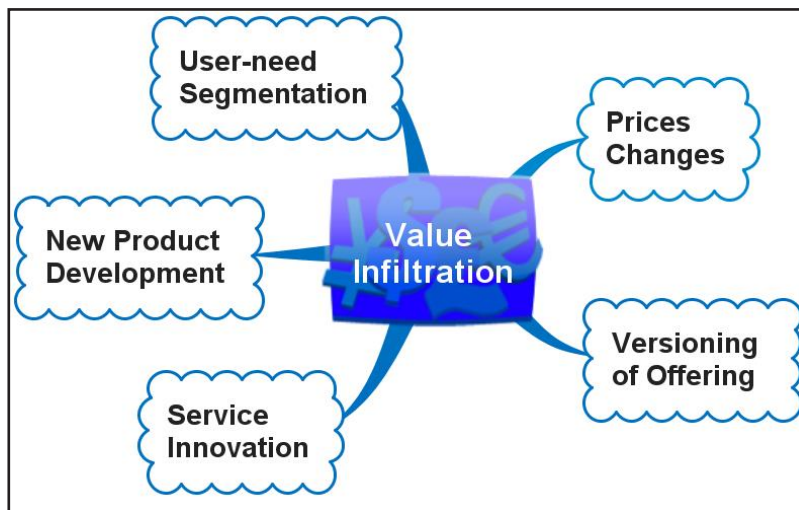 User-need
Segmentation
Prices
Changes
New Product
Development
Value
Infiltration
Versioning
of Offering
Service
Innovation